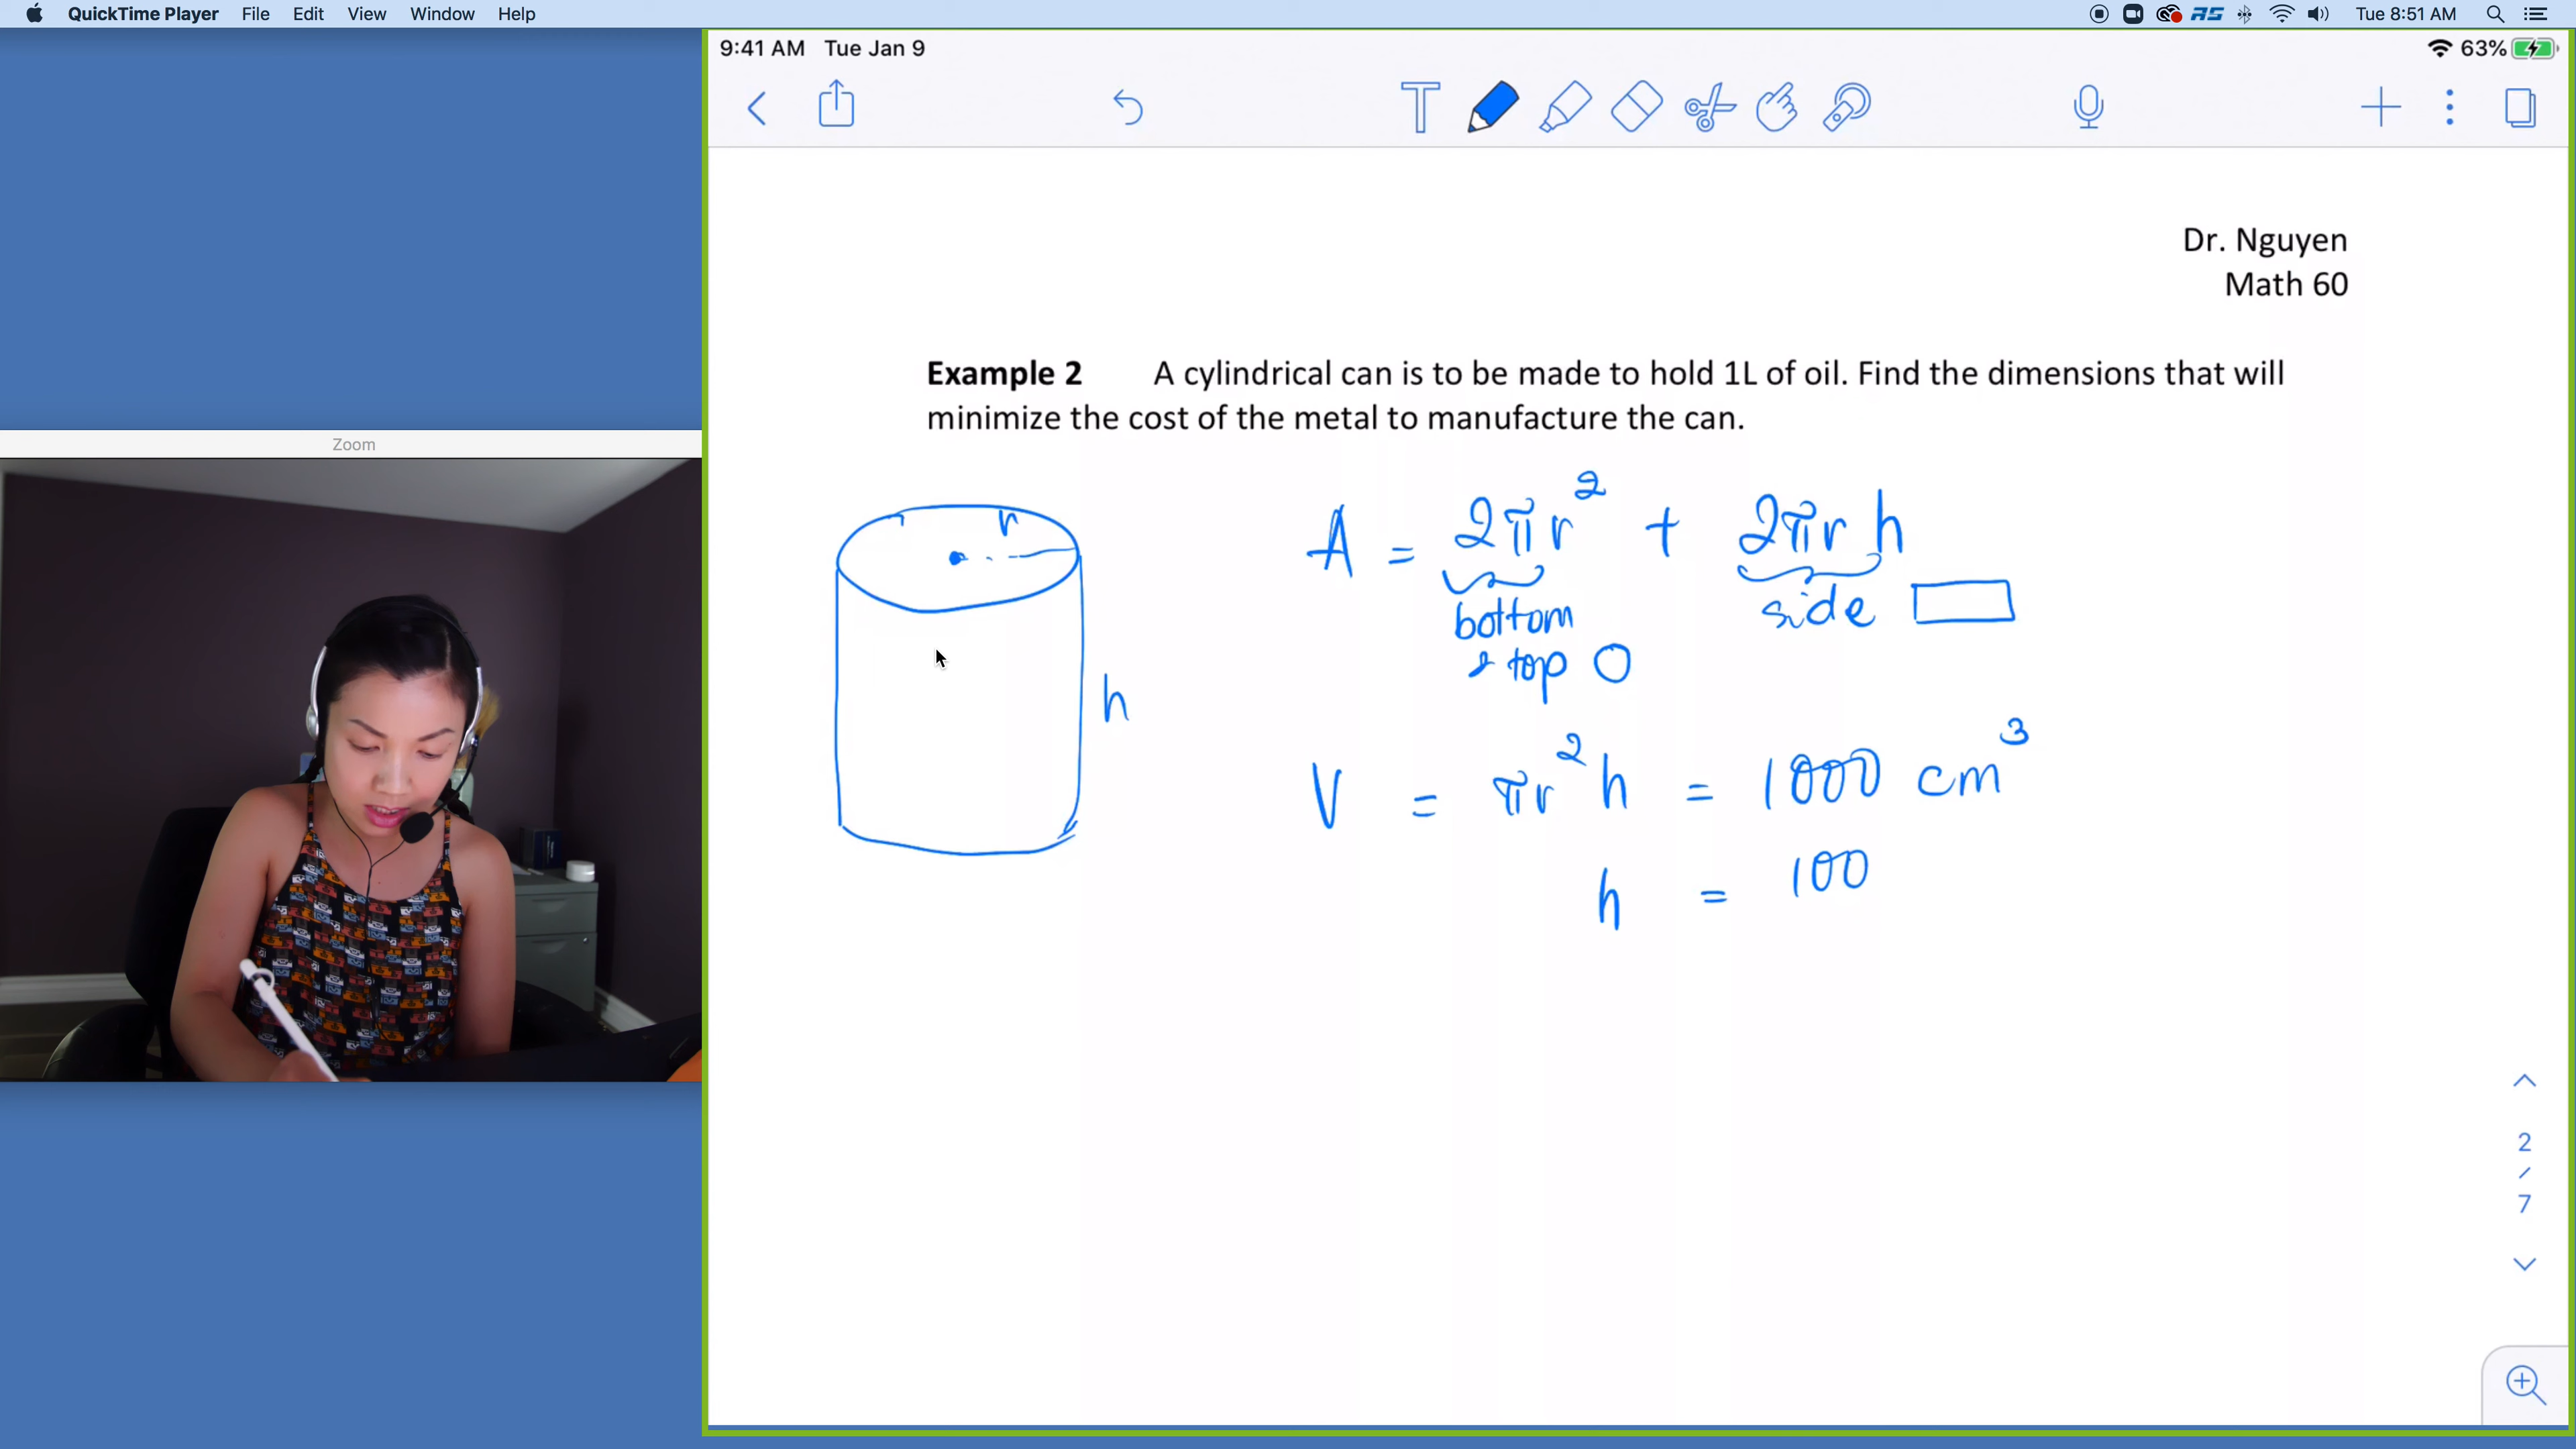 QuickTime Player File Edit View Window Help
Tue 8:51 AM
9:41 AM Tue Jan 9
63%
Dr. Nguyen
Math 60
Example 2 A cylindrical can is to be made to hold 1L of oil. Find the dimensions that will
minimize the cost of the metal to manufacture the can.
Zoom
r
h
A = 2πr² + 2πr h
bottom
& top
side
V = πr² h = 1000 cm³
h = 100
2
/
7